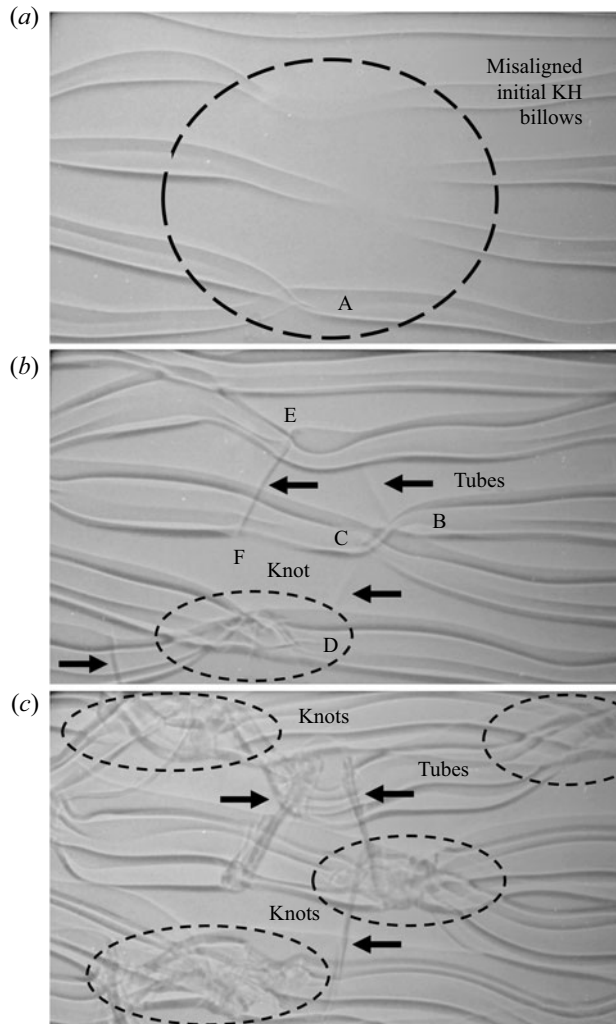 (a)
Misaligned
initial KH
billows
A
(b)
E
Tubes
B
C
F
Knot
D
(c)
Knots
Tubes
Knots